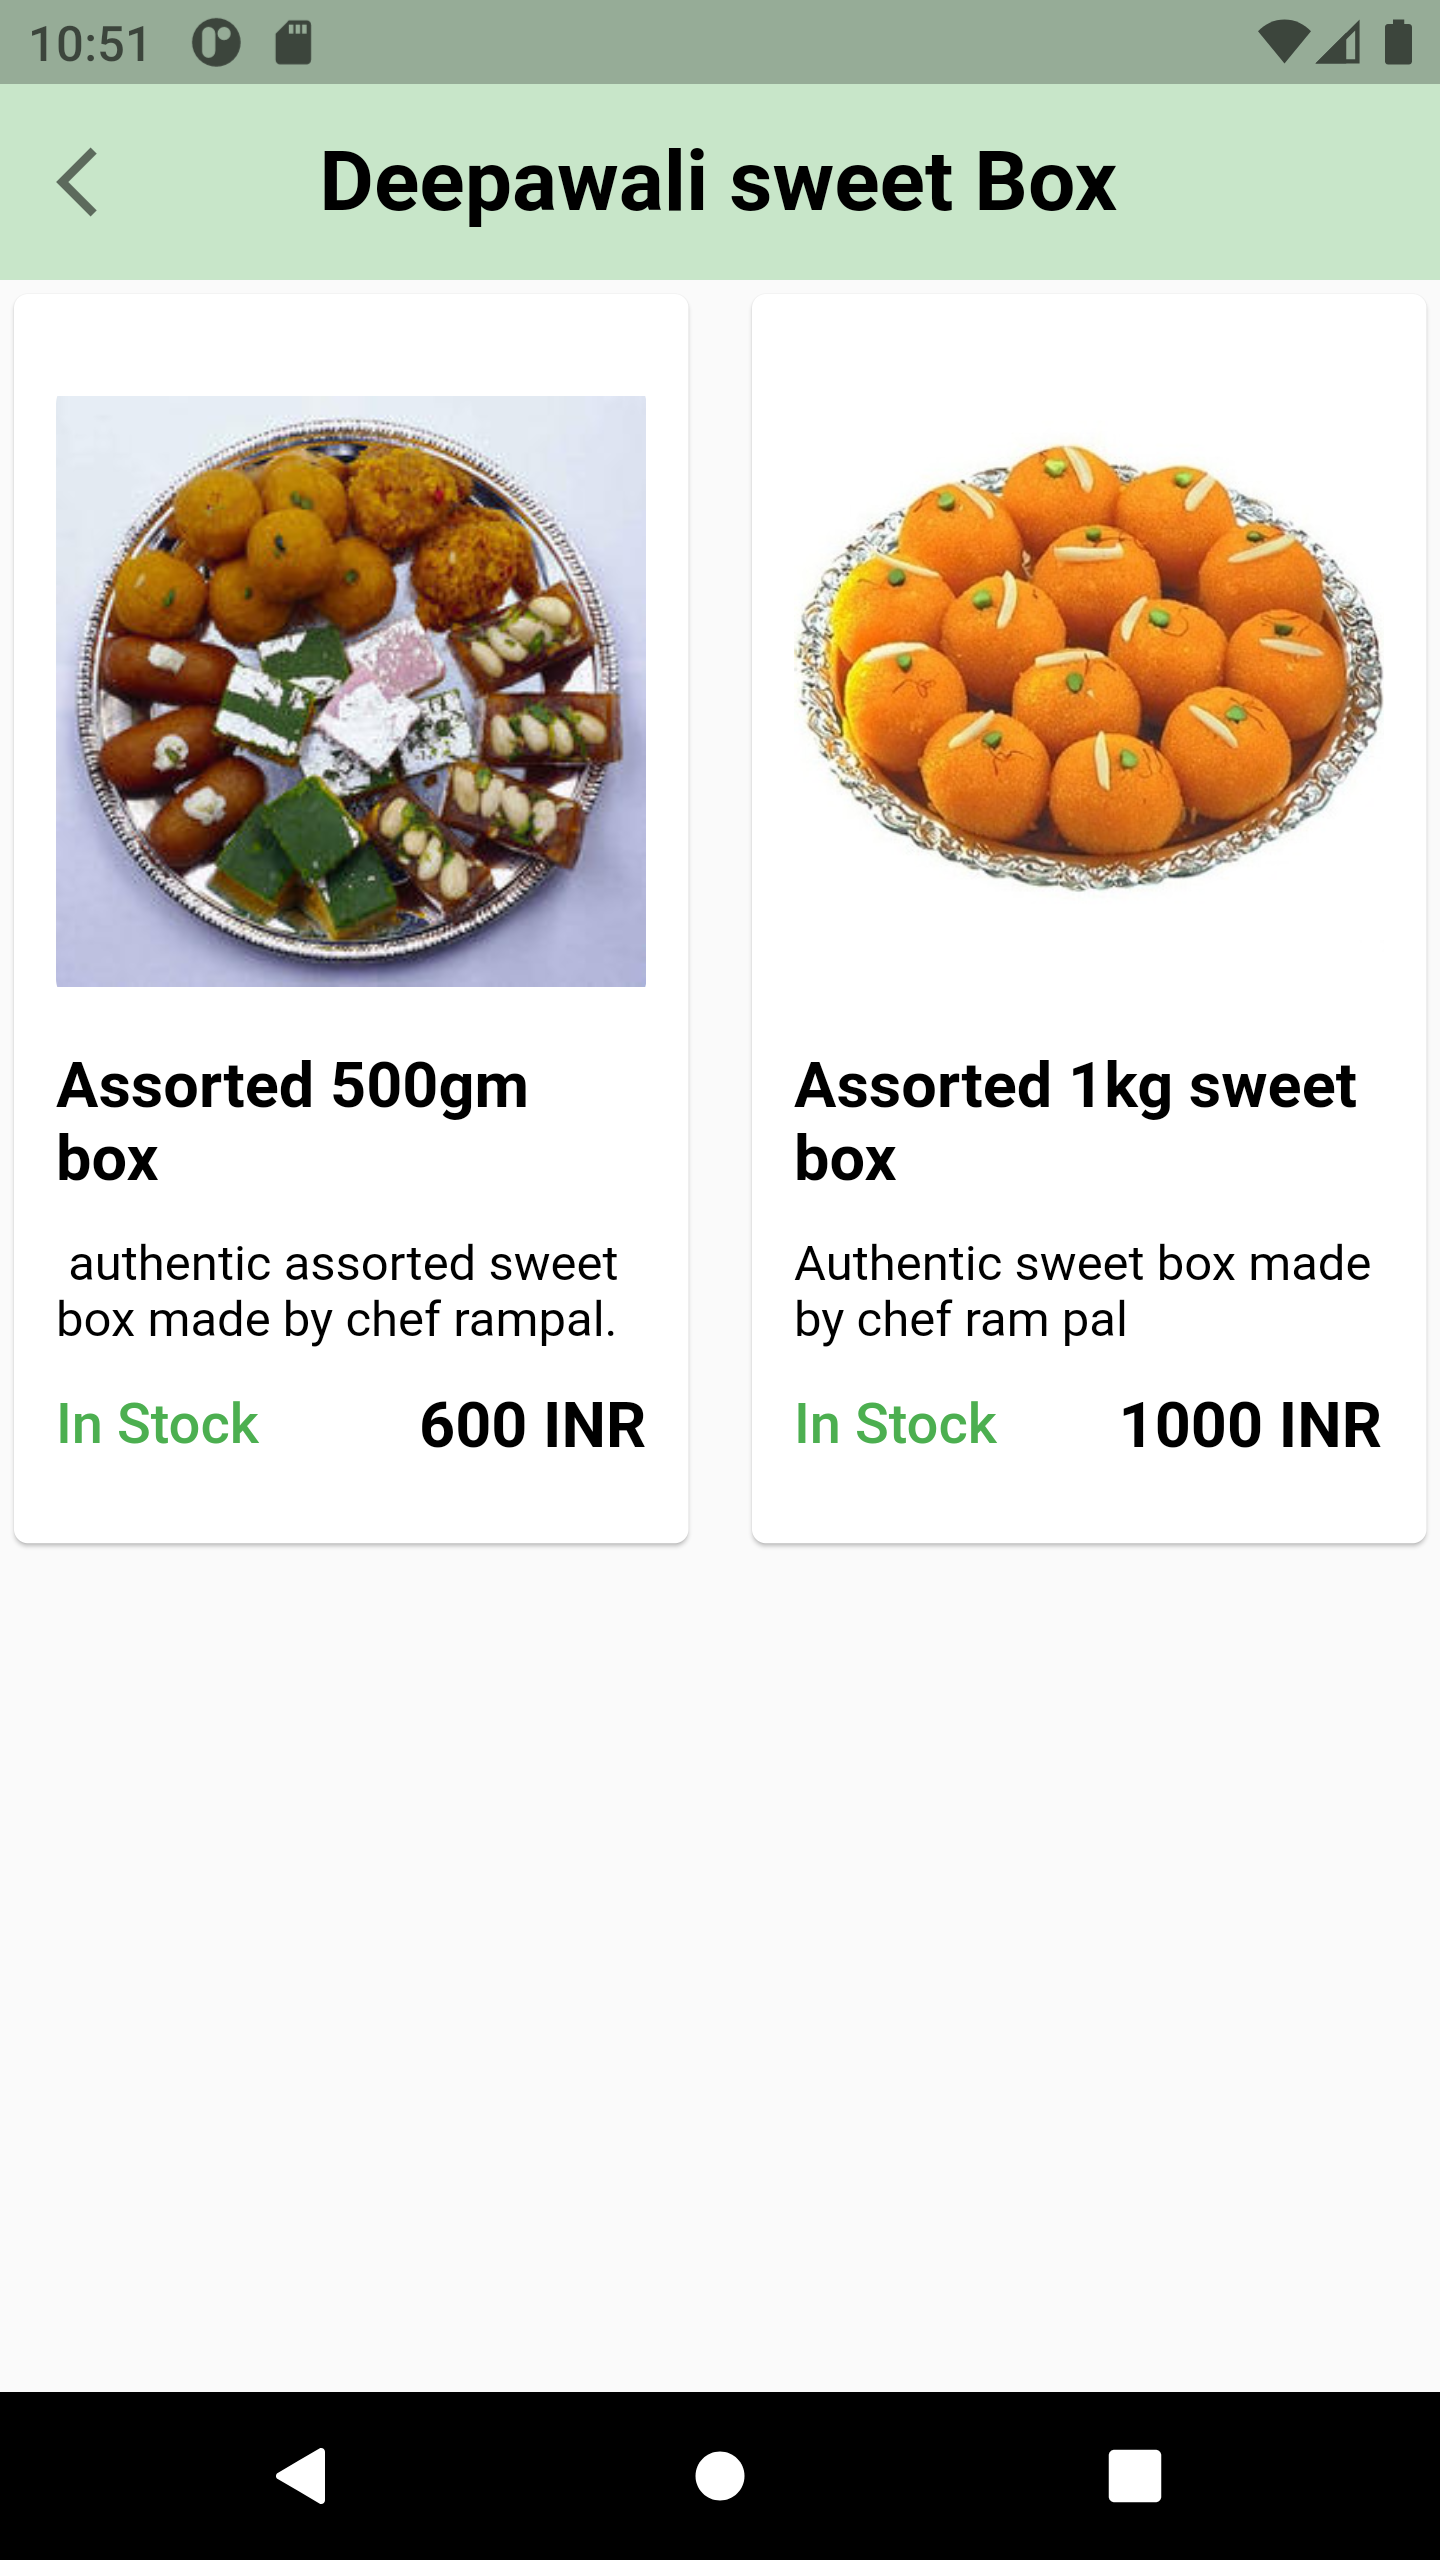 10:51
Deepawali sweet Box
Assorted 500gm
box
authentic assorted sweet
box made by chef rampal.
In Stock
600 INR
Assorted 1kg sweet
box
Authentic sweet box made
by chef ram pal
In Stock
1000 INR